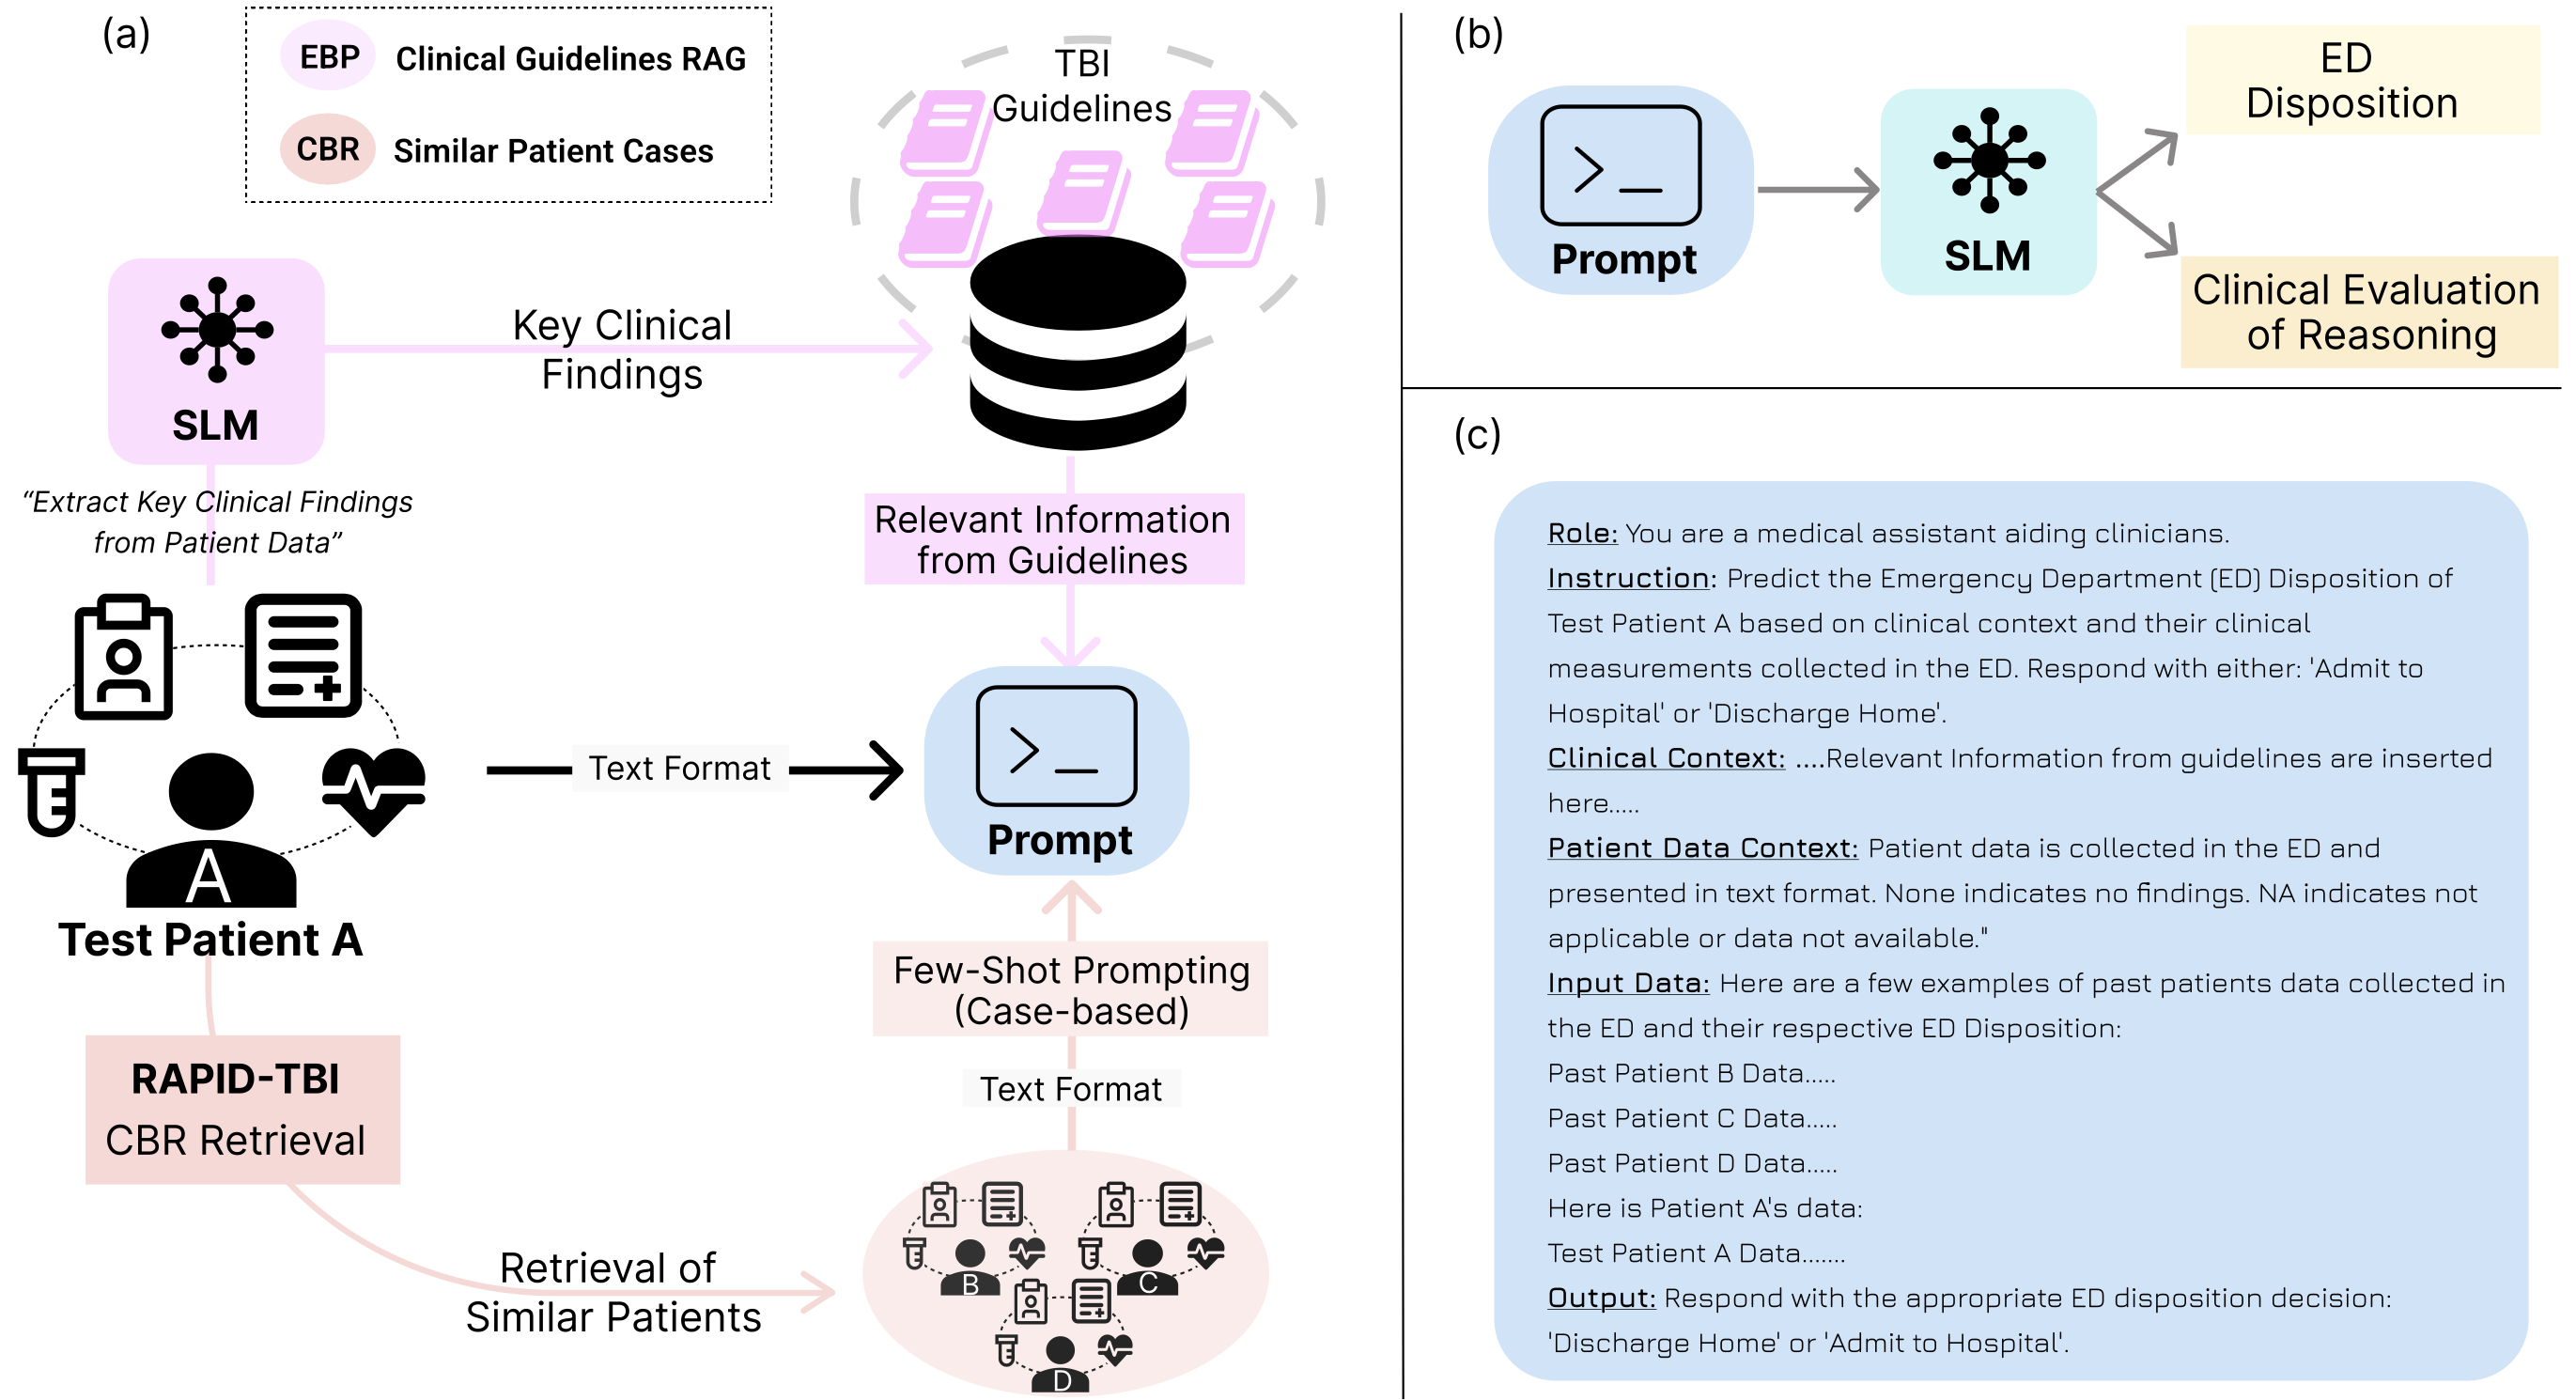 (a)
EBP Clinical Guidelines RAG
CBR Similar Patient Cases
TBI
Guidelines
SLM
Key Clinical
Findings
“Extract Key Clinical Findings
from Patient Data”
Relevant Information
from Guidelines
A
Test Patient A
Text Format
>_
Prompt
RAPID-TBI
CBR Retrieval
Few-Shot Prompting
(Case-based)
Text Format
Retrieval of
Similar Patients
B
C
D
(b)
>_
Prompt
SLM
ED
Disposition
Clinical Evaluation
of Reasoning
(c)
Role: You are a medical assistant aiding clinicians.
Instruction: Predict the Emergency Department (ED) Disposition of
Test Patient A based on clinical context and their clinical
measurements collected in the ED. Respond with either: 'Admit to
Hospital' or 'Discharge Home'.
Clinical Context: ....Relevant Information from guidelines are inserted
here.....
Patient Data Context: Patient data is collected in the ED and
presented in text format. None indicates no findings. NA indicates not
applicable or data not available."
Input Data: Here are a few examples of past patients data collected in
the ED and their respective ED Disposition:
Past Patient B Data.....
Past Patient C Data.....
Past Patient D Data.....
Here is Patient A's data:
Test Patient A Data.......
Output: Respond with the appropriate ED disposition decision:
'Discharge Home' or 'Admit to Hospital'.